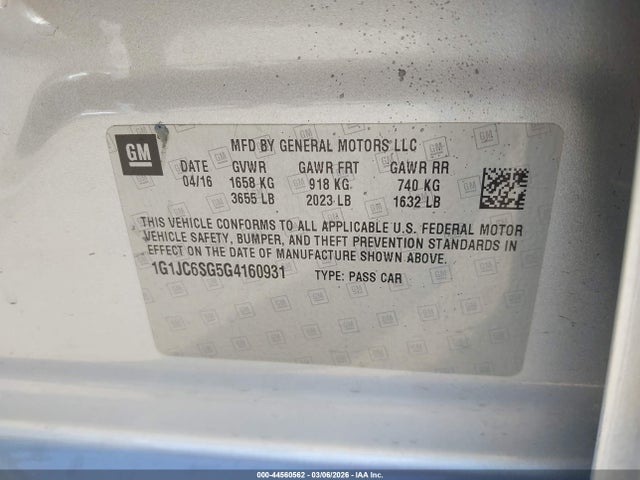 GM
MFD BY GENERAL MOTORS LLC
DATE GVWR GAWR FRT GAWR RR
04/16 1658 KG 918 KG 740 KG
3655 LB 2023 LB 1632 LB
THIS VEHICLE CONFORMS TO ALL APPLICABLE U.S. FEDERAL MOTOR
VEHICLE SAFETY, BUMPER, AND THEFT PREVENTION STANDARDS IN
EFFECT ON THE DATE OF MANUFACTURE SHOWN ABOVE.
1G1JC6SG5G4160931 TYPE: PASS CAR
000-44560562 - 03/06/2026 - IAA Inc.